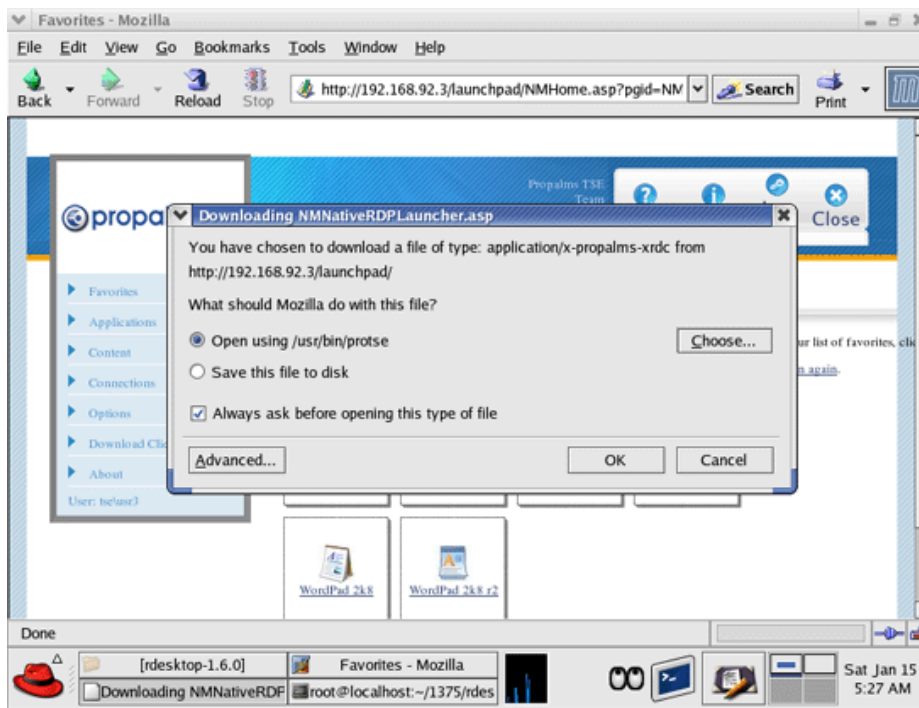 Favorites - Mozilla
File Edit View Go Bookmarks Tools Window Help
Back Forward Reload Stop http://192.168.92.3/launchpad/NMHome.asp?pgid=NM Search Print
Propalms TSE
Team
Close
propa
Downloading NMNativeRDPLauncher.asp
You have chosen to download a file of type: application/x-propalms-xrdc from
http://192.168.92.3/launchpad/
What should Mozilla do with this file?
Open using /usr/bin/protse
Choose...
Save this file to disk
Always ask before opening this type of file
Advanced... OK Cancel
Favorites
Applications
Content
Connections
Options
Download Clie
About
User: tse\usr3
ur list of favorites, clic
n again.
WordPad 2k8 WordPad 2k8 r2
Done
[rdesktop-1.6.0] Favorites - Mozilla
Downloading NMNativeRDP root@localhost:~/1375/rdes
Sat Jan 15
5:27 AM